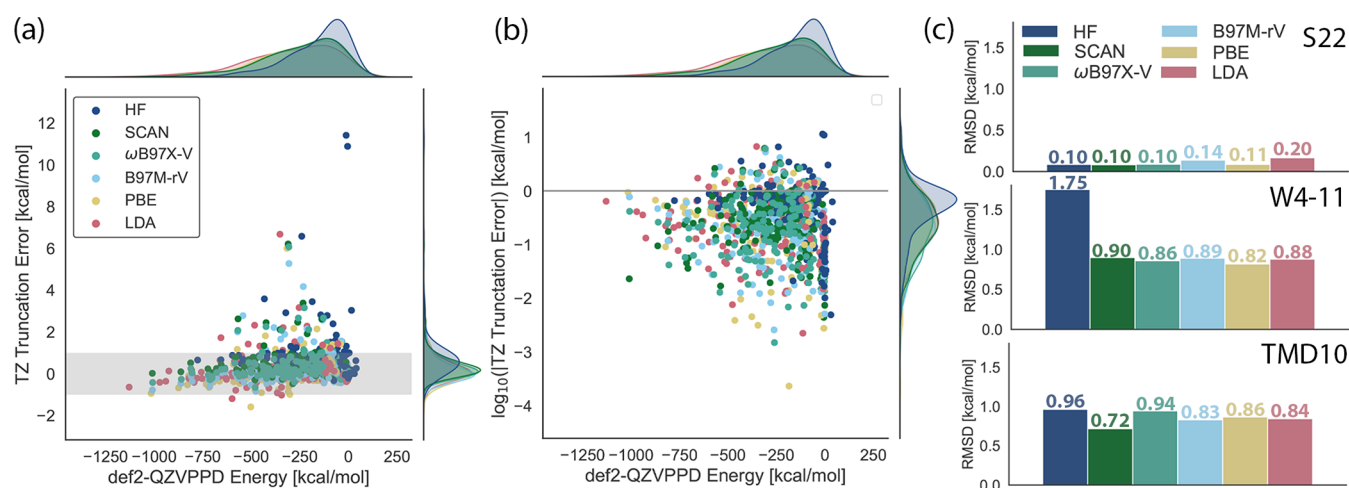 (a)
TZ Truncation Error [kcal/mol]
12
10
8
6
4
2
0
−2
HF
SCAN
ωB97X-V
B97M-rV
PBE
LDA
−1250 −1000 −750 −500 −250 0 250
def2-QZVPPD Energy [kcal/mol]
(b)
log10(|TZ Trunctation Error|) [kcal/mol]
1
0
−1
−2
−3
−4
−1250 −1000 −750 −500 −250 0 250
def2-QZVPPD Energy [kcal/mol]
(c)
HF
SCAN
ωB97X-V
B97M-rV
PBE
LDA
S22
RMSD [kcal/mol]
1.5
1.0
0.5
0.0
0.10 0.10 0.10 0.14 0.11 0.20
W4-11
RMSD [kcal/mol]
1.5
1.0
0.5
0.0
1.75 0.90 0.86 0.89 0.82 0.88
TMD10
RMSD [kcal/mol]
1.5
1.0
0.5
0.0
0.96 0.72 0.94 0.83 0.86 0.84